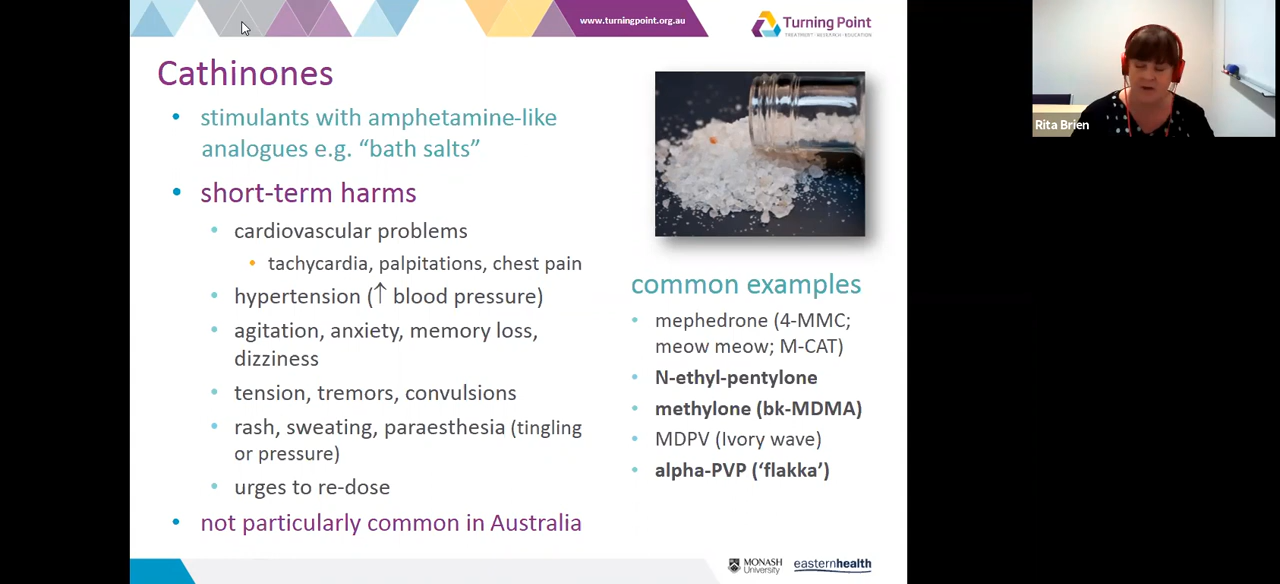 www.turningpoint.org.au
Turning Point
TREATMENT • RESEARCH • EDUCATION
Cathinones
• stimulants with amphetamine-like
analogues e.g. “bath salts”
• short-term harms
• cardiovascular problems
• tachycardia, palpitations, chest pain
• hypertension (↑ blood pressure)
• agitation, anxiety, memory loss,
dizziness
• tension, tremors, convulsions
• rash, sweating, paraesthesia (tingling
or pressure)
• urges to re-dose
• not particularly common in Australia
common examples
• mephedrone (4-MMC;
meow meow; M-CAT)
• N-ethyl-pentylone
• methylone (bk-MDMA)
• MDPV (Ivory wave)
• alpha-PVP (‘flakka’)
MONASH
University
easternhealth
Rita Brien